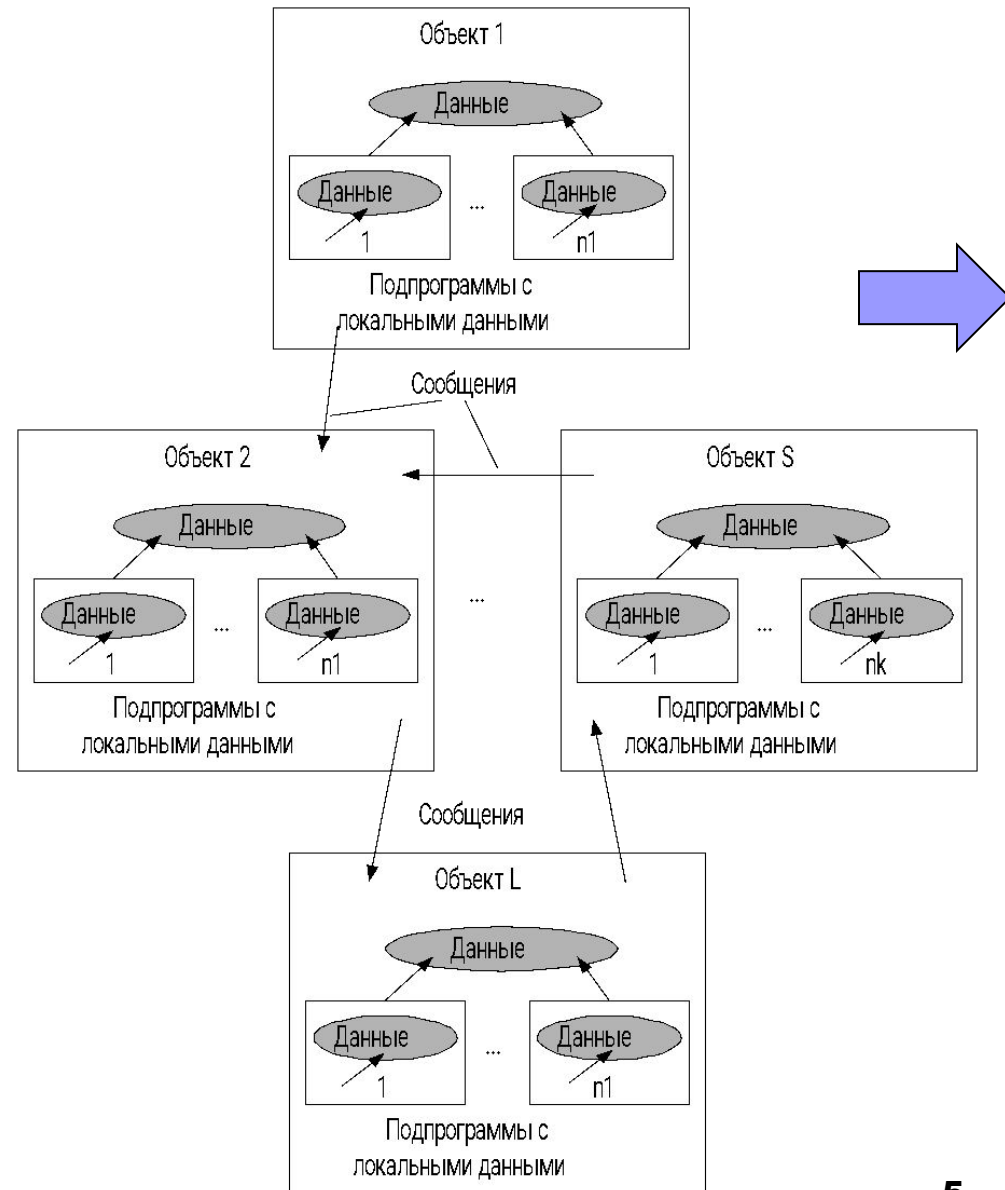 Объект 1
Данные
Данные
Данные
...
1
n1
Подпрограммы с
локальными данными
Сообщения
Объект 2
Данные
Данные
Данные
...
1
n1
Подпрограммы с
локальными данными
...
Объект S
Данные
Данные
Данные
...
1
nk
Подпрограммы с
локальными данными
Сообщения
Объект L
Данные
Данные
Данные
...
1
n1
Подпрограммы с
локальными данными